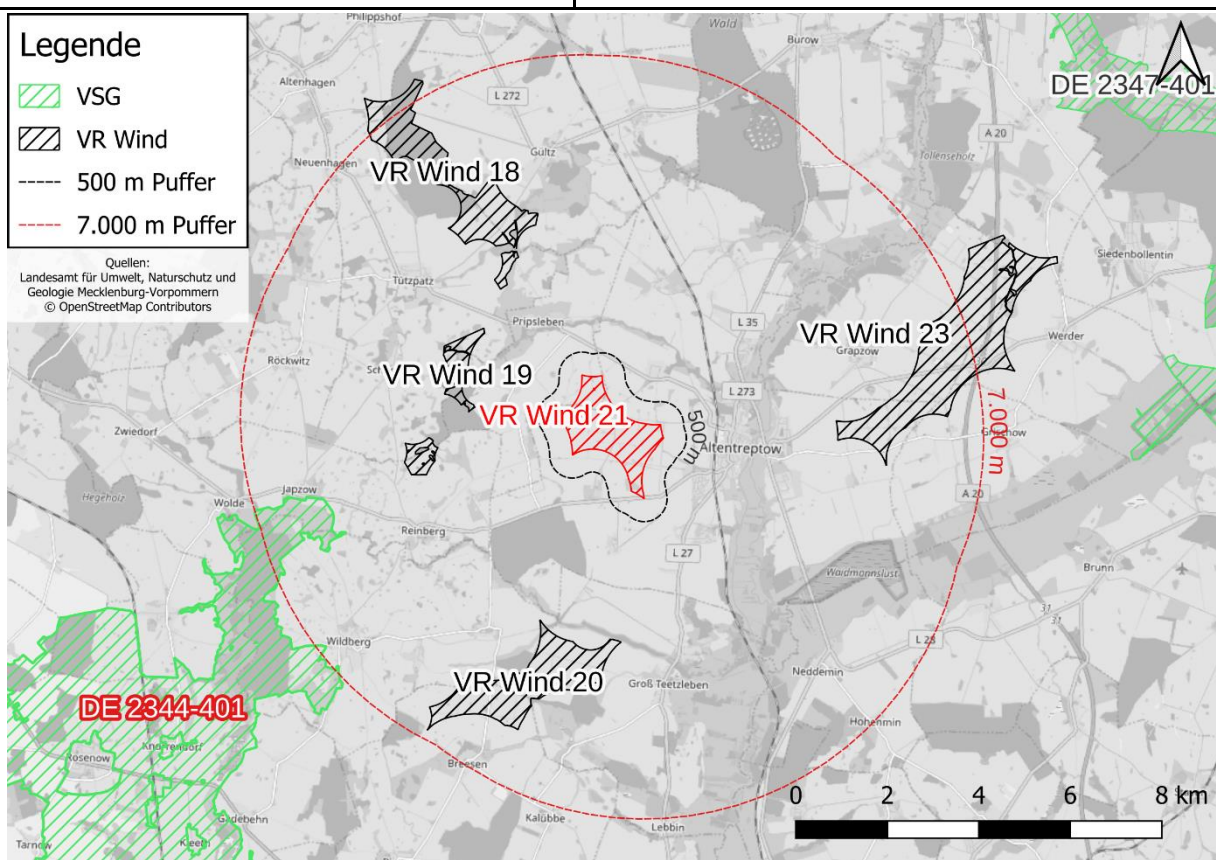 Legende
VSG
VR Wind
500 m Puffer
7.000 m Puffer
Quellen:
Landesamt für Umwelt, Naturschutz und
Geologie Mecklenburg-Vorpommern
© OpenStreetMap Contributors
Philippshof
Wald
Burow
Altenhagen
L 272
DE 2347-401
A 20
Tollenseholz
Neuenhagen
Gültz
VR Wind 18
Siedenbollentin
Tützpatz
Pripsleben
L 35
VR Wind 23
Grapzow
Werder
Röckwitz
VR Wind 19
L 273
VR Wind 21
500 m
7.000 m
Zwiedorf
Altentreptow
Grischow
Hegeholz
Wolde
Japzow
A 20
Reinberg
L 27
Waidmannslust
Brunn
31
31
Wildberg
L 28
Neddemin
VR Wind 20
Groß Teetzleben
DE 2344-401
Hohenmin
Rosenow
Breesen
0 2 4 6 8 km
Kalübbe
Lebbin
Tarnow